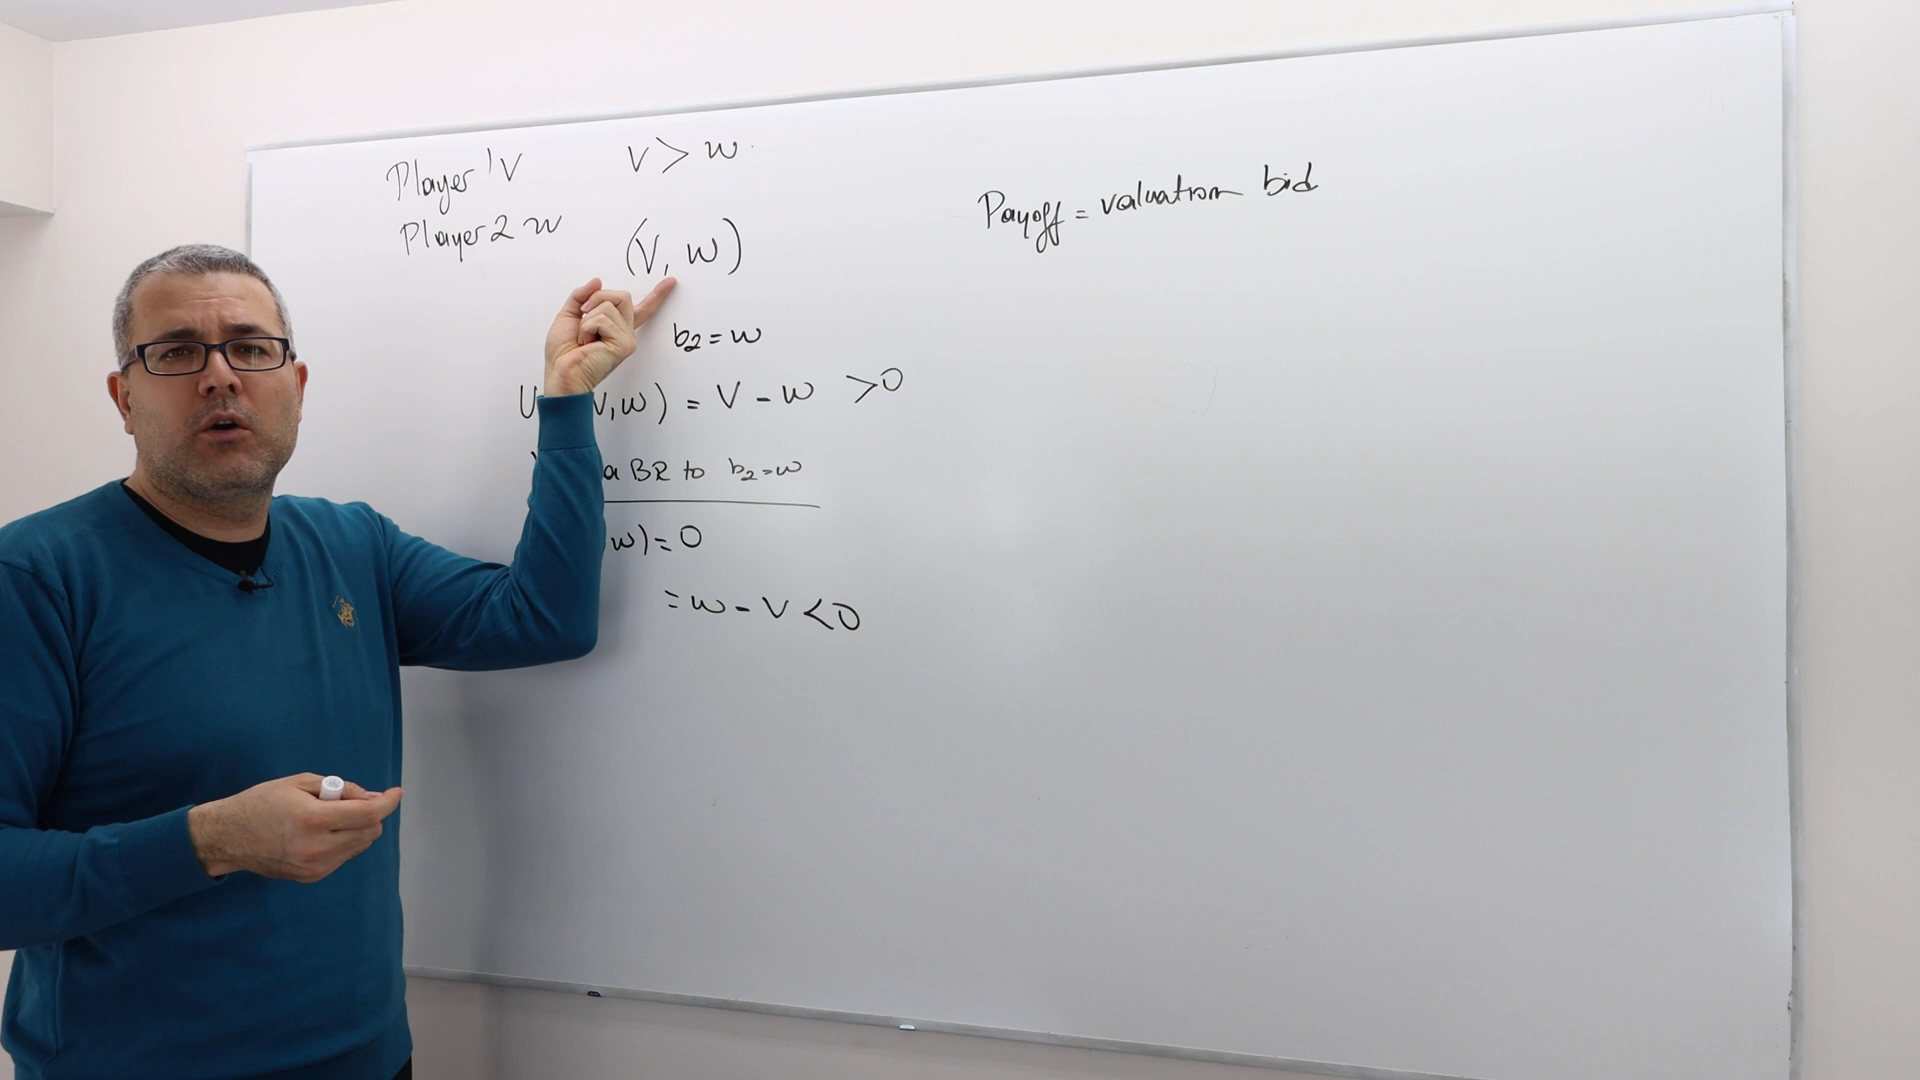 Player 1 V
V > w
Player 2 w
(V, w)
b₂ = w
U V, w) = V - w > 0
a BR to b₂ = w
w) = 0
= w - V < 0
Payoff = valuation bid